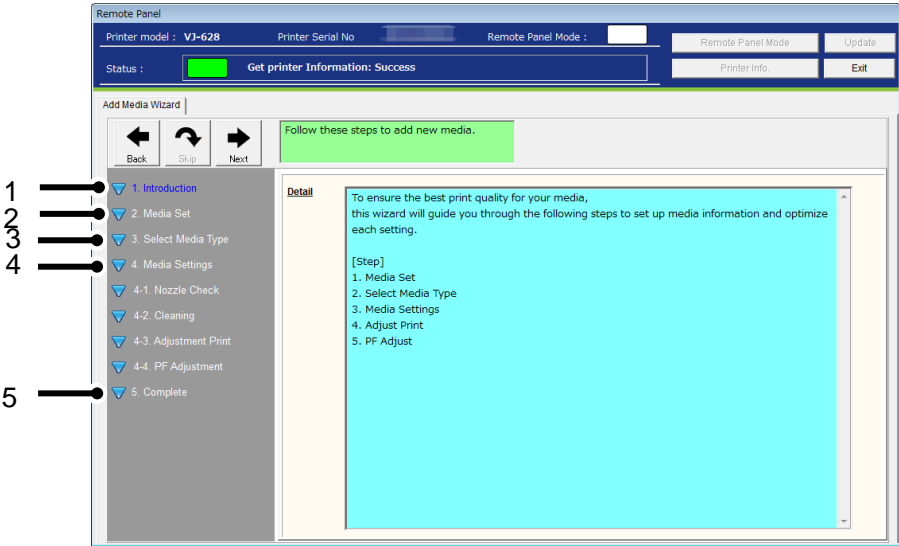 Remote Panel
Printer model : VJ-628 Printer Serial No Remote Panel Mode :
Remote Panel Mode Update
Status : Get printer Information: Success
Printer Info. Exit
Add Media Wizard
Back Skip Next
Follow these steps to add new media.
1 1. Introduction
2 2. Media Set
3 3. Select Media Type
4 4. Media Settings
4-1. Nozzle Check
4-2. Cleaning
4-3. Adjustment Print
4-4. PF Adjustment
5 5. Complete
Detail
To ensure the best print quality for your media,
this wizard will guide you through the following steps to set up media information and optimize
each setting.
[Step]
1. Media Set
2. Select Media Type
3. Media Settings
4. Adjust Print
5. PF Adjust